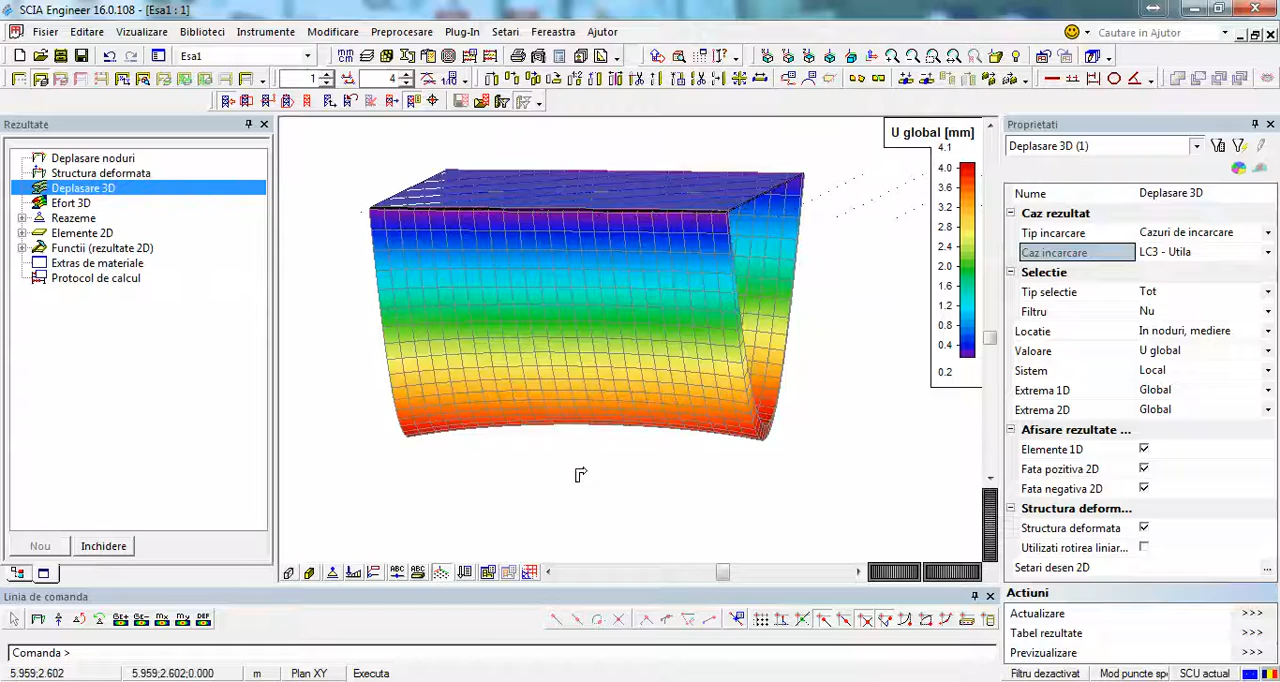 SCIA Engineer 16.0.108 - [Esa1 : 1]
Fisier Editare Vizualizare Biblioteci Instrumente Modificare Preprocesare Plug-In Setari Fereastra Ajutor
Cautare in Ajutor
Esa1
1 4
Rezultate
Deplasare noduri
Structura deformata
Deplasare 3D
Efort 3D
Reazeme
Elemente 2D
Functii (rezultate 2D)
Extras de materiale
Protocol de calcul
Nou Inchidere
U global [mm]
4.1
4.0
3.6
3.2
2.8
2.4
2.0
1.6
1.2
0.8
0.4
0.2
Proprietati
Deplasare 3D (1)
Nume Deplasare 3D
Caz rezultat
Tip incarcare Cazuri de incarcare
Caz incarcare LC3 - Utila
Selectie
Tip selectie Tot
Filtru Nu
Locatie In noduri, mediere
Valoare U global
Sistem Local
Extrema 1D Global
Extrema 2D Global
Afisare rezultate ...
Elemente 1D
Fata pozitiva 2D
Fata negativa 2D
Structura deform...
Structura deformata
Utilizati rotirea liniar...
Setari desen 2D ...
Actiuni
Actualizare >>>
Tabel rezultate >>>
Previzualizare >>>
Linia de comanda
Comanda >
5.959;2.602 5.959;2.602;0.000 m Plan XY Executa
Filtru dezactivat Mod puncte sp SCU actual